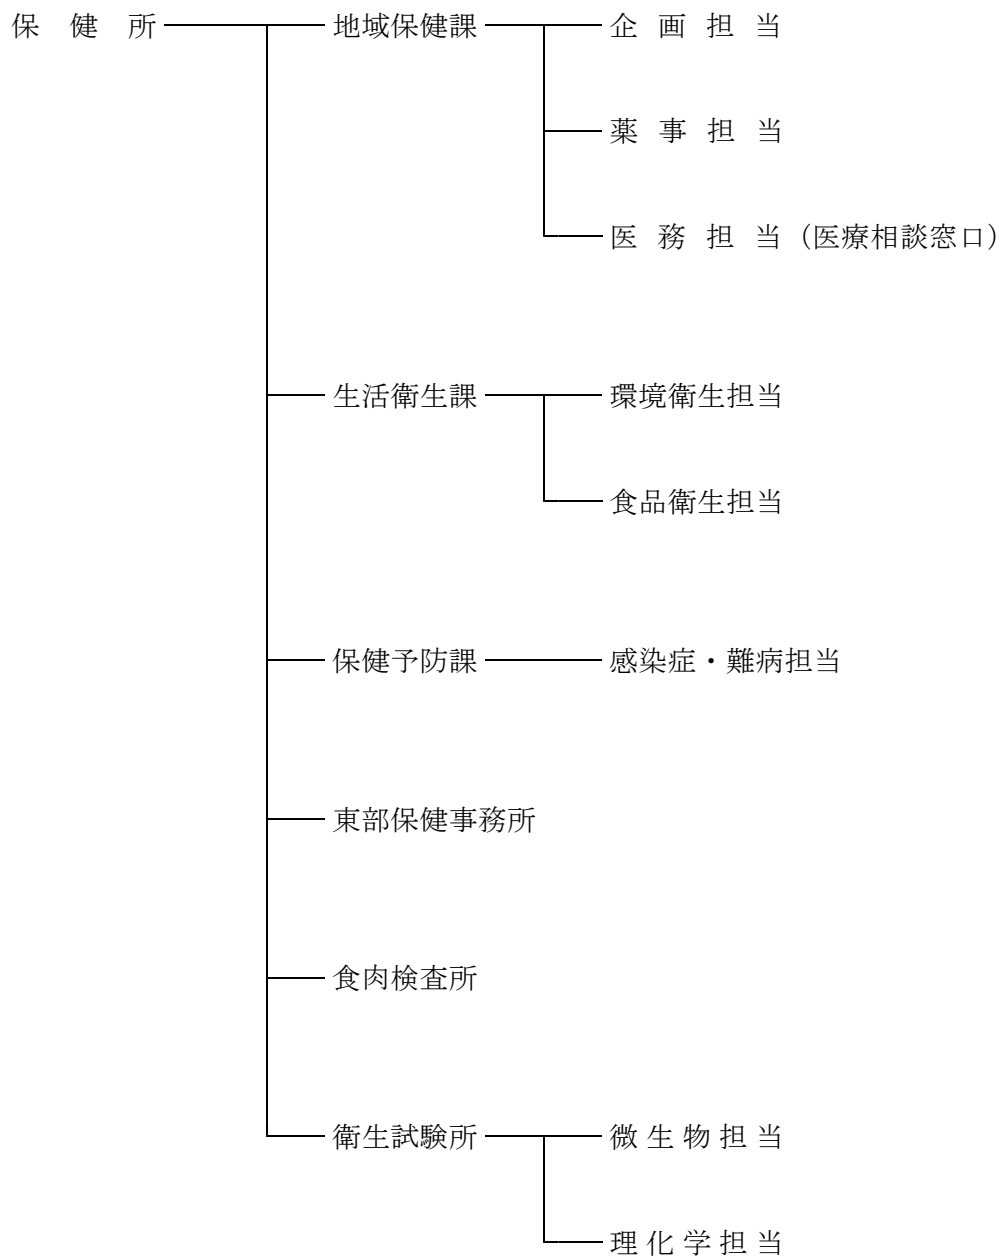 保健所 地域保健課 企画担当
薬事担当
医務担当（医療相談窓口）
生活衛生課 環境衛生担当
食品衛生担当
保健予防課 感染症・難病担当
東部保健事務所
食肉検査所
衛生試験所 微生物担当
理化学担当